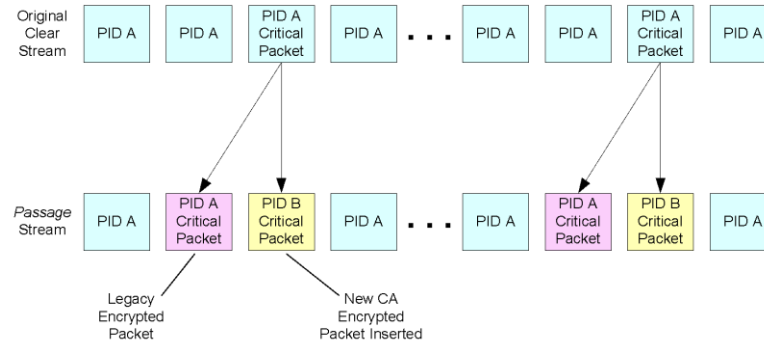 Original
Clear
Stream
PID A
PID A
PID A
Critical
Packet
PID A
PID A
PID A
PID A
Critical
Packet
PID A
Passage
Stream
PID A
PID A
Critical
Packet
PID B
Critical
Packet
PID A
PID A
PID A
Critical
Packet
PID B
Critical
Packet
PID A
Legacy
Encrypted
Packet
New CA
Encrypted
Packet Inserted